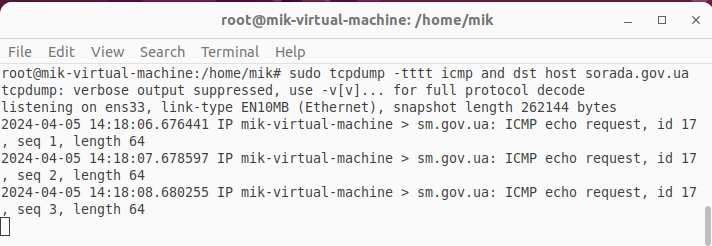 root@mik-virtual-machine: /home/mik
File Edit View Search Terminal Help
root@mik-virtual-machine:/home/mik# sudo tcpdump -tttt icmp and dst host sorada.gov.ua
tcpdump: verbose output suppressed, use -v[v]... for full protocol decode
listening on ens33, link-type EN10MB (Ethernet), snapshot length 262144 bytes
2024-04-05 14:18:06.676441 IP mik-virtual-machine > sm.gov.ua: ICMP echo request, id 17
, seq 1, length 64
2024-04-05 14:18:07.678597 IP mik-virtual-machine > sm.gov.ua: ICMP echo request, id 17
, seq 2, length 64
2024-04-05 14:18:08.680255 IP mik-virtual-machine > sm.gov.ua: ICMP echo request, id 17
, seq 3, length 64